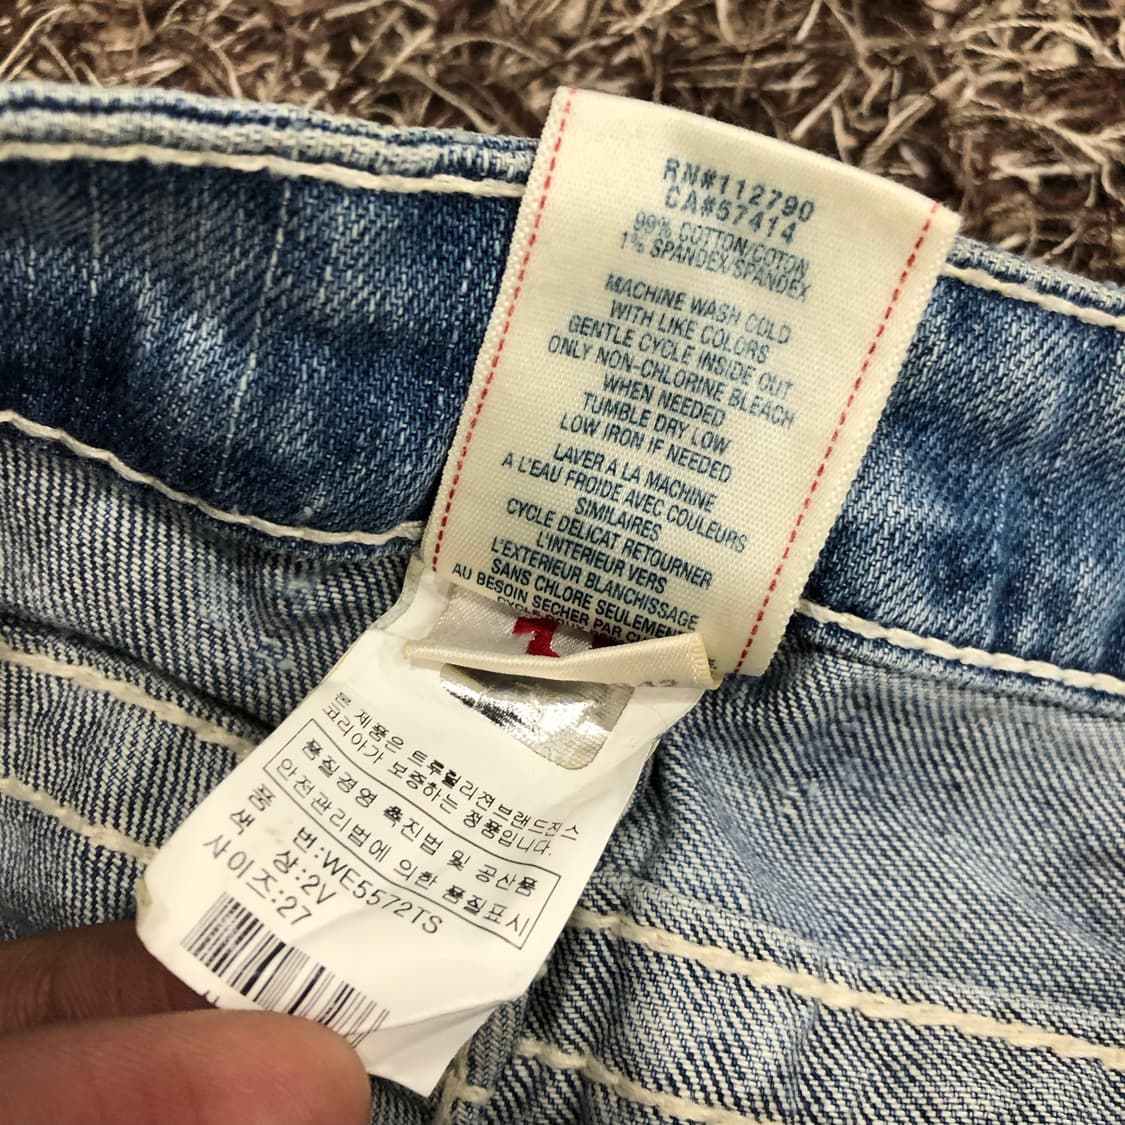 RN#112790
CA#57414
99% COTTON/COTON
1% SPANDEX/SPANDEX
MACHINE WASH COLD
WITH LIKE COLORS
GENTLE CYCLE INSIDE OUT
ONLY NON-CHLORINE BLEACH
WHEN NEEDED
TUMBLE DRY LOW
LOW IRON IF NEEDED
LAVER A LA MACHINE
A L'EAU FROIDE AVEC COULEURS
SIMILAIRES
CYCLE DELICAT RETOURNER
L'INTERIEUR VERS
L'EXTERIEUR BLANCHISSAGE
SANS CHLORE SEULEMENT
AU BESOIN SECHER PAR
본 제품은 트루릴리젼브랜드진스
코리아가 보증하는 정품입니다.
품질경영 촉진법 및 공산품
안전관리법에 의한 품질표시
품 번:WE5572TS
색 상:2V
사이즈:27